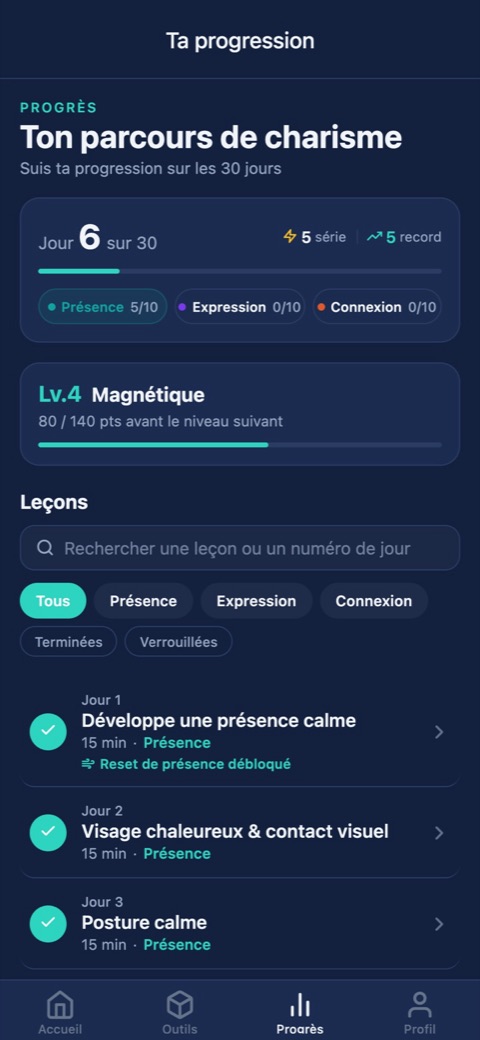 Ta progression
PROGRÈS
Ton parcours de charisme
Suis ta progression sur les 30 jours
Jour 6 sur 30
5 série
5 record
Présence 5/10
Expression 0/10
Connexion 0/10
Lv.4 Magnétique
80 / 140 pts avant le niveau suivant
Leçons
Rechercher une leçon ou un numéro de jour
Tous
Présence
Expression
Connexion
Terminées
Verrouillées
Jour 1
Développe une présence calme
15 min · Présence
Reset de présence débloqué
Jour 2
Visage chaleureux & contact visuel
15 min · Présence
Jour 3
Posture calme
15 min · Présence
Accueil
Outils
Progrès
Profil